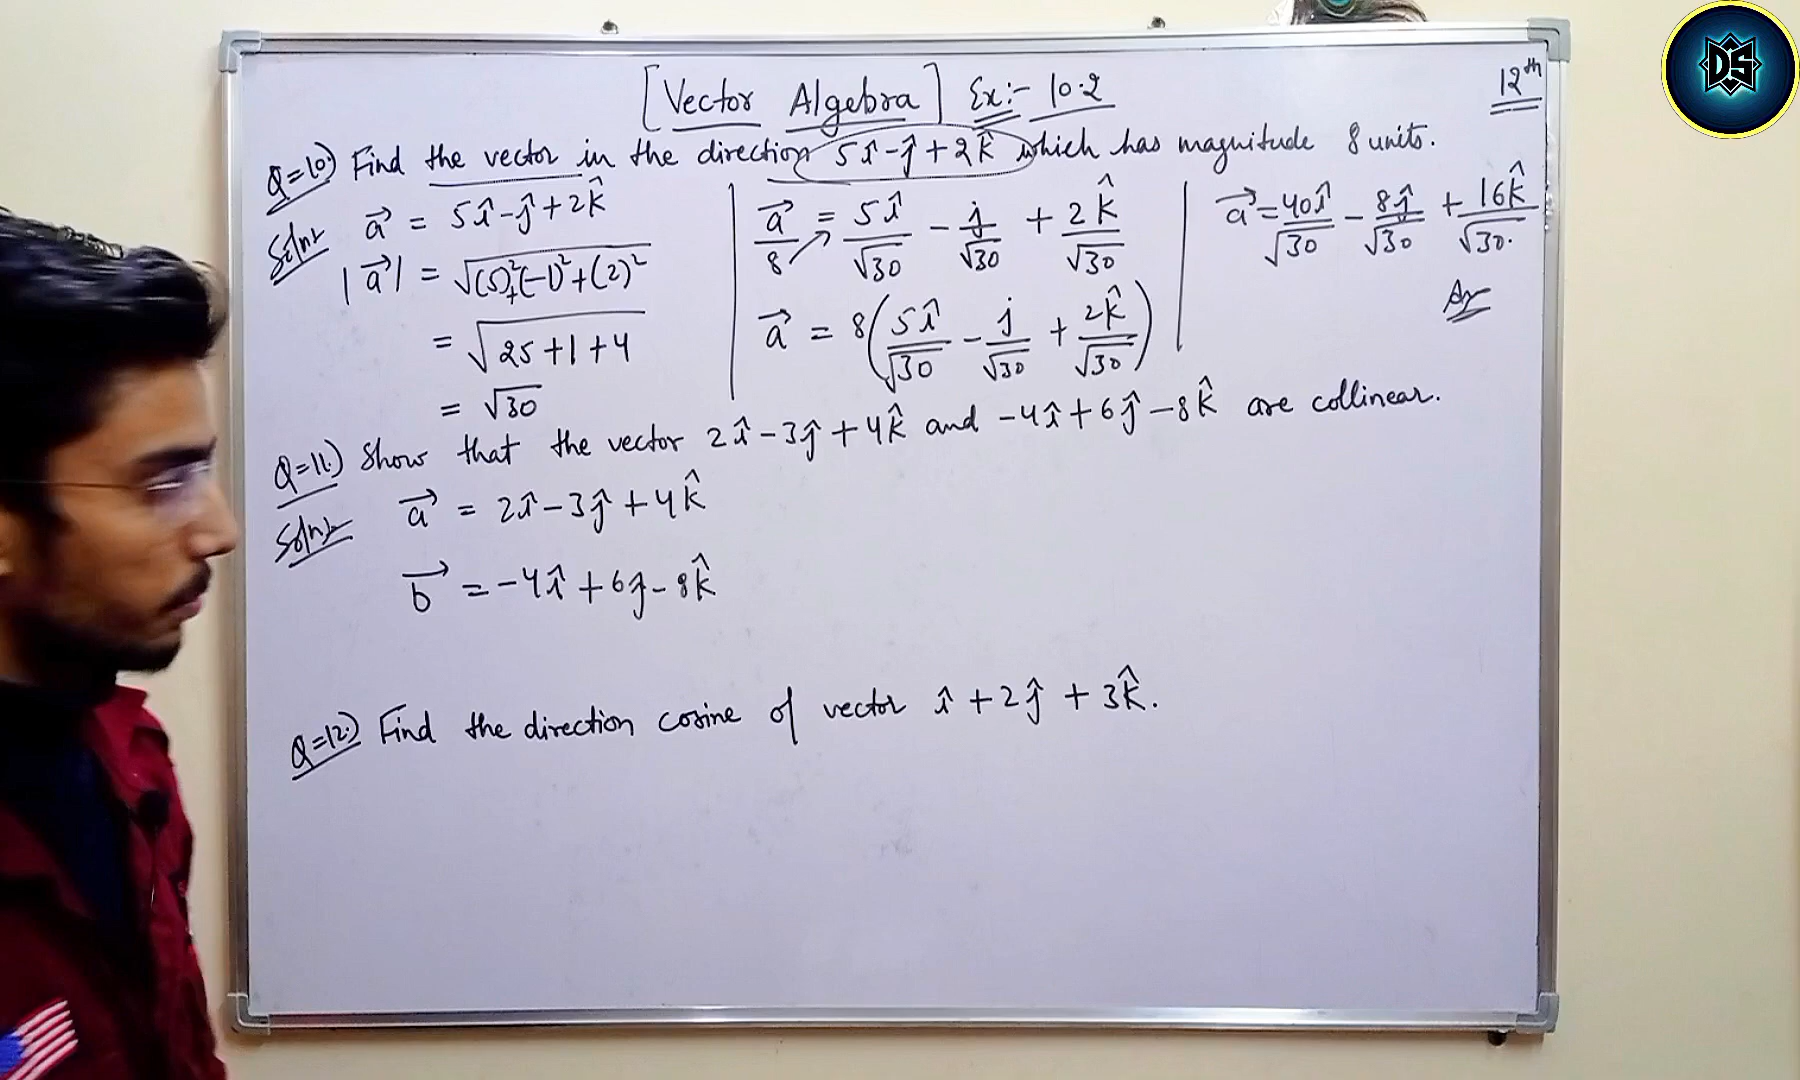 [Vector Algebra] Ex:- 10.2
12th
Q=10.) Find the vector in the direction 5î-ĵ+2k̂ which has magnitude 8 units.
Soln a⃗ = 5î-ĵ+2k̂
|a⃗| = √(5)²+(-1)²+(2)²
= √25+1+4
= √30
a⃗/8 = 5î/√30 - j/√30 + 2k̂/√30
a⃗ = 8(5î/√30 - j/√30 + 2k̂/√30)
a⃗ = 40î/√30 - 8ĵ/√30 + 16k̂/√30.
Ans
Q=11.) Show that the vector 2î-3ĵ+4k̂ and -4î+6ĵ-8k̂ are collinear.
Soln a⃗ = 2î-3ĵ+4k̂
b⃗ = -4î+6ĵ-8k̂
Q=12.) Find the direction cosine of vector î+2ĵ+3k̂.
DS